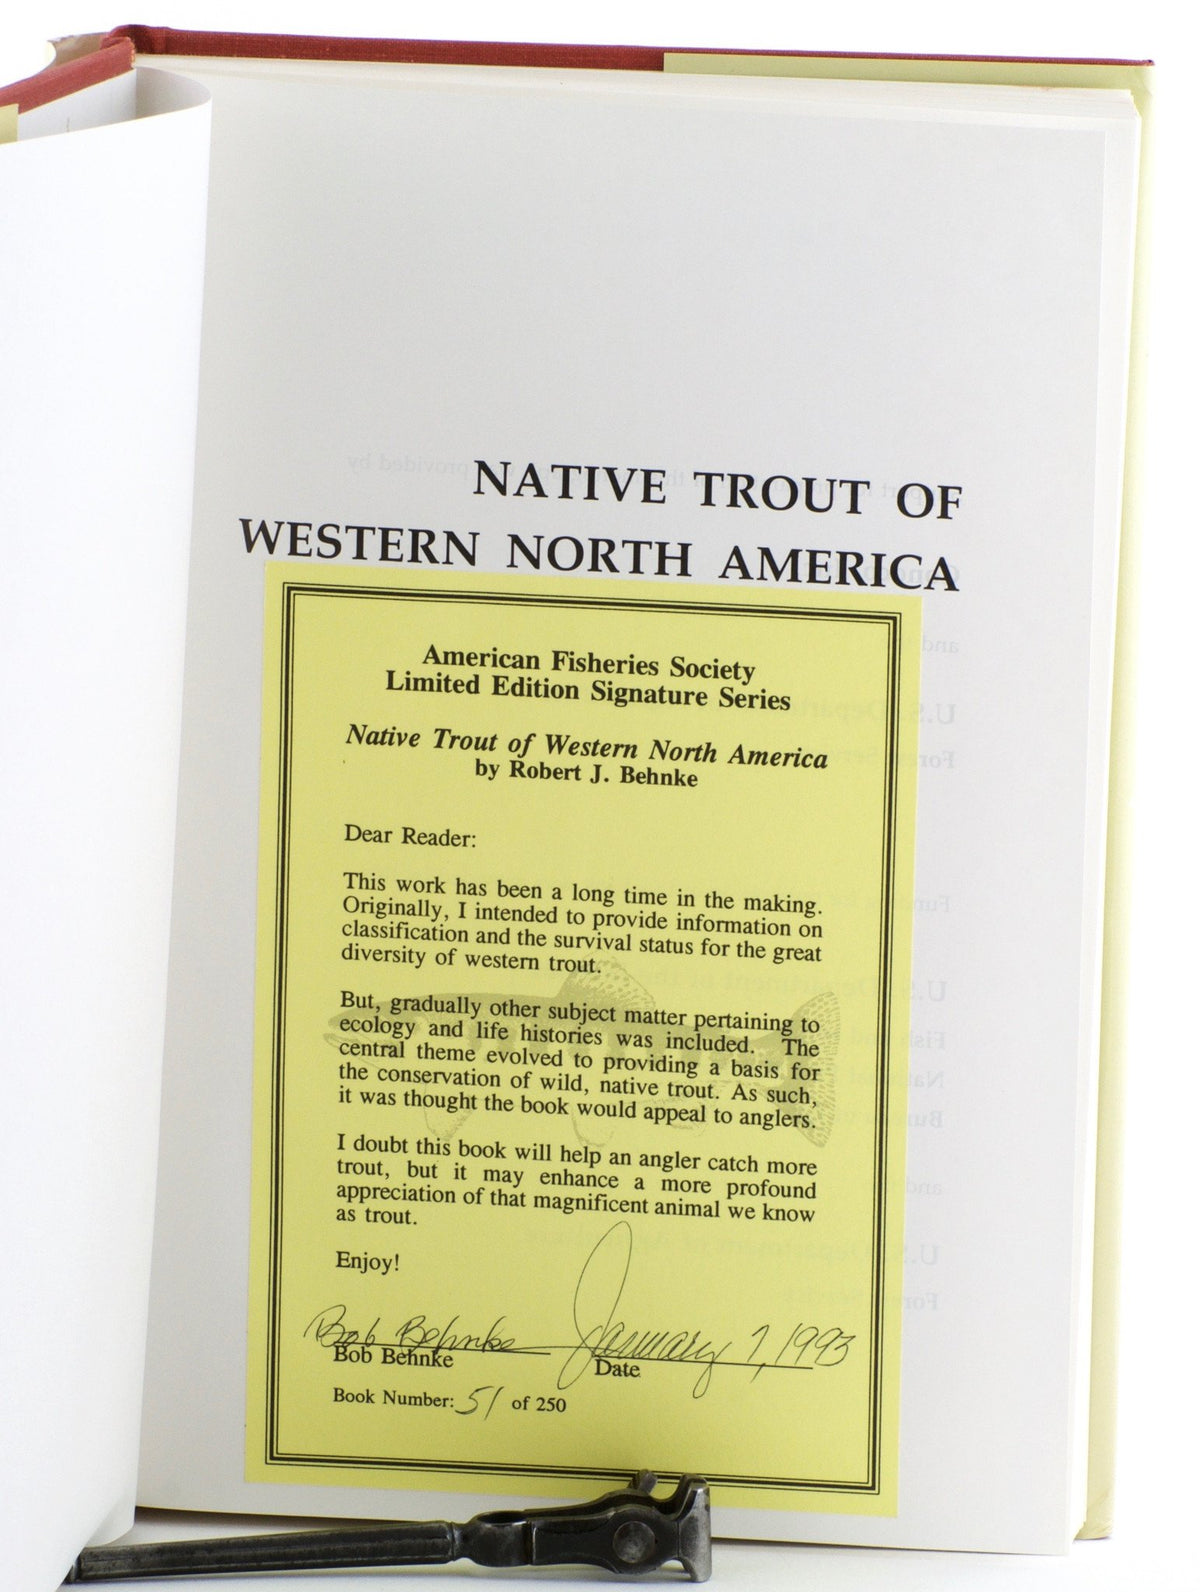 NATIVE TROUT OF
WESTERN NORTH AMERICA
American Fisheries Society
Limited Edition Signature Series
Native Trout of Western North America
by Robert J. Behnke
Dear Reader:
This work has been a long time in the making.
Originally, I intended to provide information on
classification and the survival status for the great
diversity of western trout.
But, gradually other subject matter pertaining to
ecology and life histories was included. The
central theme evolved to providing a basis for
the conservation of wild, native trout. As such,
it was thought the book would appeal to anglers.
I doubt this book will help an angler catch more
trout, but it may enhance a more profound
appreciation of that magnificent animal we know
as trout.
Enjoy!
Bob Behnke January 7, 1993
Bob Behnke Date
Book Number: 51 of 250